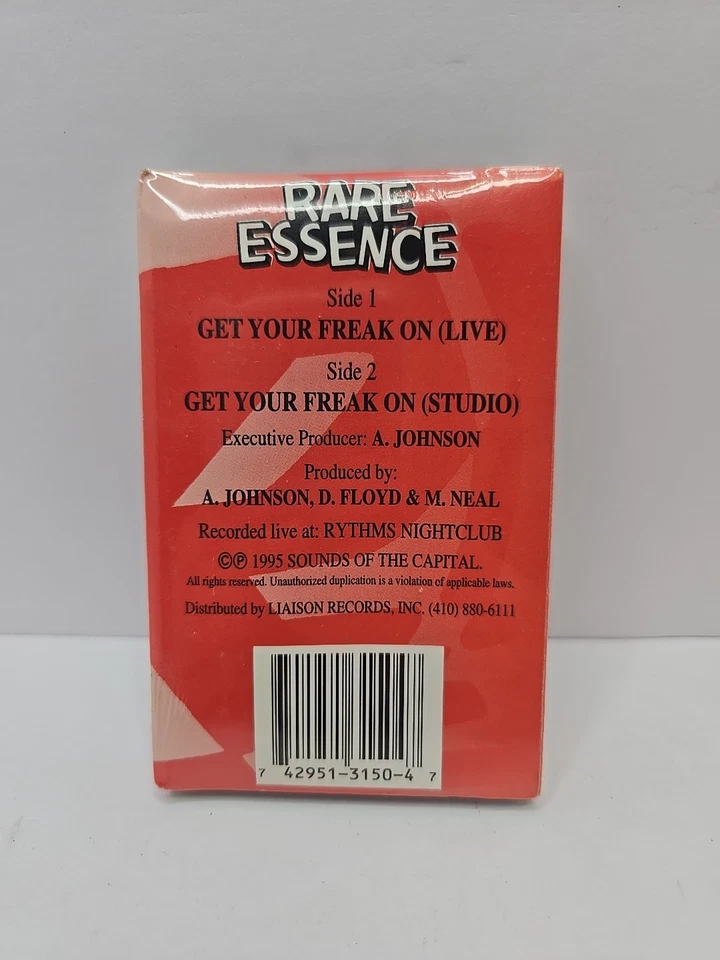 RARE
ESSENCE
Side 1
GET YOUR FREAK ON (LIVE)
Side 2
GET YOUR FREAK ON (STUDIO)
Executive Producer: A. JOHNSON
Produced by:
A. JOHNSON, D. FLOYD & M. NEAL
Recorded live at: RYTHMS NIGHTCLUB
©℗ 1995 SOUNDS OF THE CAPITAL.
All rights reserved. Unauthorized duplication is a violation of applicable laws.
Distributed by LIAISON RECORDS, INC. (410) 880-6111
7 42951-3150-4 7